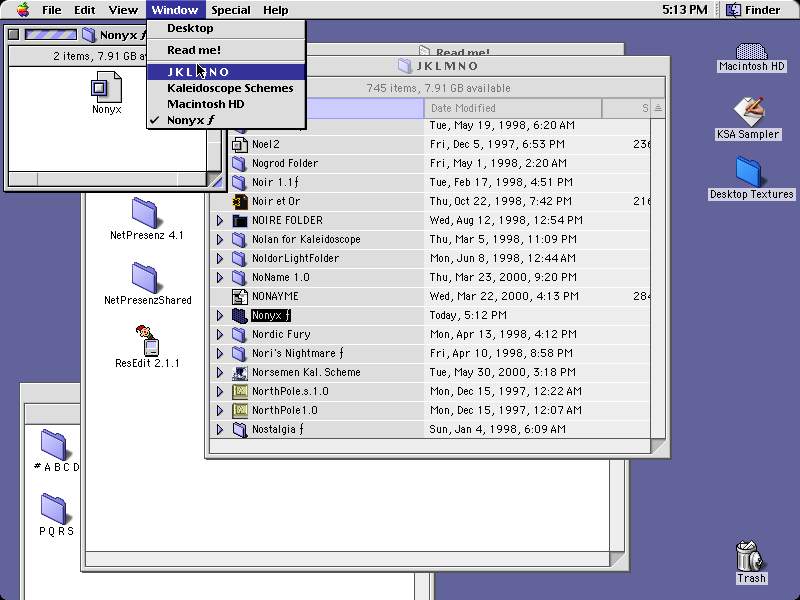 File Edit View Window Special Help 5:13 PM Finder
Desktop
Read me!
J K L M N O
Kaleidoscope Schemes
Macintosh HD
✓ Nonyx ƒ
Nonyx ƒ
2 items, 7.91 GB a
Nonyx
Read me!
J K L M N O
745 items, 7.91 GB available
Date Modified S
Tue, May 19, 1998, 6:20 AM
Noel2 Fri, Dec 5, 1997, 6:53 PM 236
Nogrod Folder Fri, May 1, 1998, 2:20 AM
Noir 1.1ƒ Tue, Feb 17, 1998, 4:51 PM
Noir et Or Thu, Oct 22, 1998, 7:42 PM 216
NOIRE FOLDER Wed, Aug 12, 1998, 12:54 PM
Nolan for Kaleidoscope Thu, Mar 5, 1998, 11:09 PM
NoldorLightFolder Mon, Jun 8, 1998, 12:44 AM
NoName 1.0 Thu, Mar 23, 2000, 9:20 PM
NONAYME Wed, Mar 22, 2000, 4:13 PM 284
Nonyx ƒ Today, 5:12 PM
Nordic Fury Mon, Apr 13, 1998, 4:12 PM
Nori's Nightmare ƒ Fri, Apr 10, 1998, 8:58 PM
Norsemen Kal. Scheme Tue, May 30, 2000, 3:18 PM
NorthPole.s.1.0 Mon, Dec 15, 1997, 12:22 AM
NorthPole1.0 Mon, Dec 15, 1997, 12:07 AM
Nostalgia ƒ Sun, Jan 4, 1998, 6:09 AM
NetPresenz 4.1
NetPresenzShared
ResEdit 2.1.1
# A B C D
P Q R S
Macintosh HD
KSA Sampler
Desktop Textures
Trash